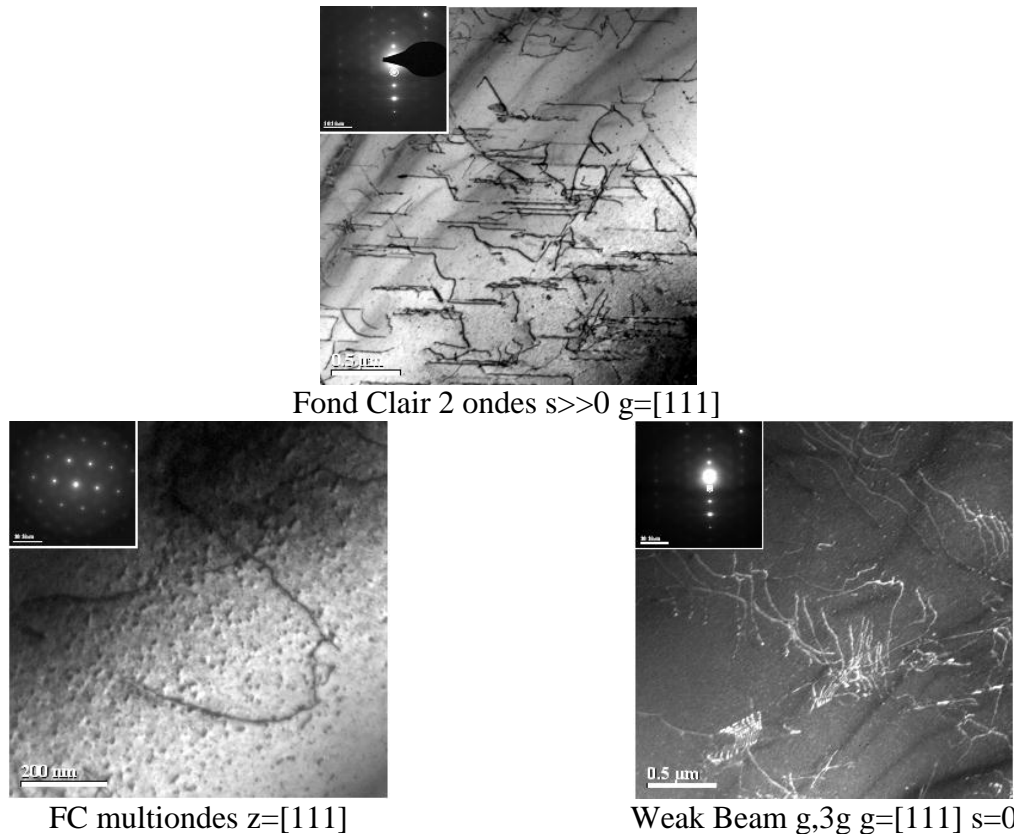 0.5 µm
Fond Clair 2 ondes s>>0 g=[111]
200 nm
0.5 µm
FC multiondes z=[111]
Weak Beam g,3g g=[111] s=0